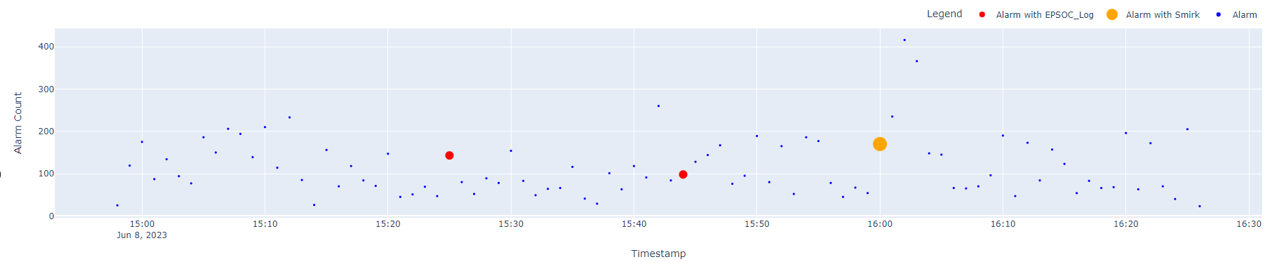 Legend Alarm with EPSOC_Log Alarm with Smirk Alarm
400
300
200
100
0
Alarm Count
15:00 15:10 15:20 15:30 15:40 15:50 16:00 16:10 16:20 16:30
Jun 8, 2023
Timestamp